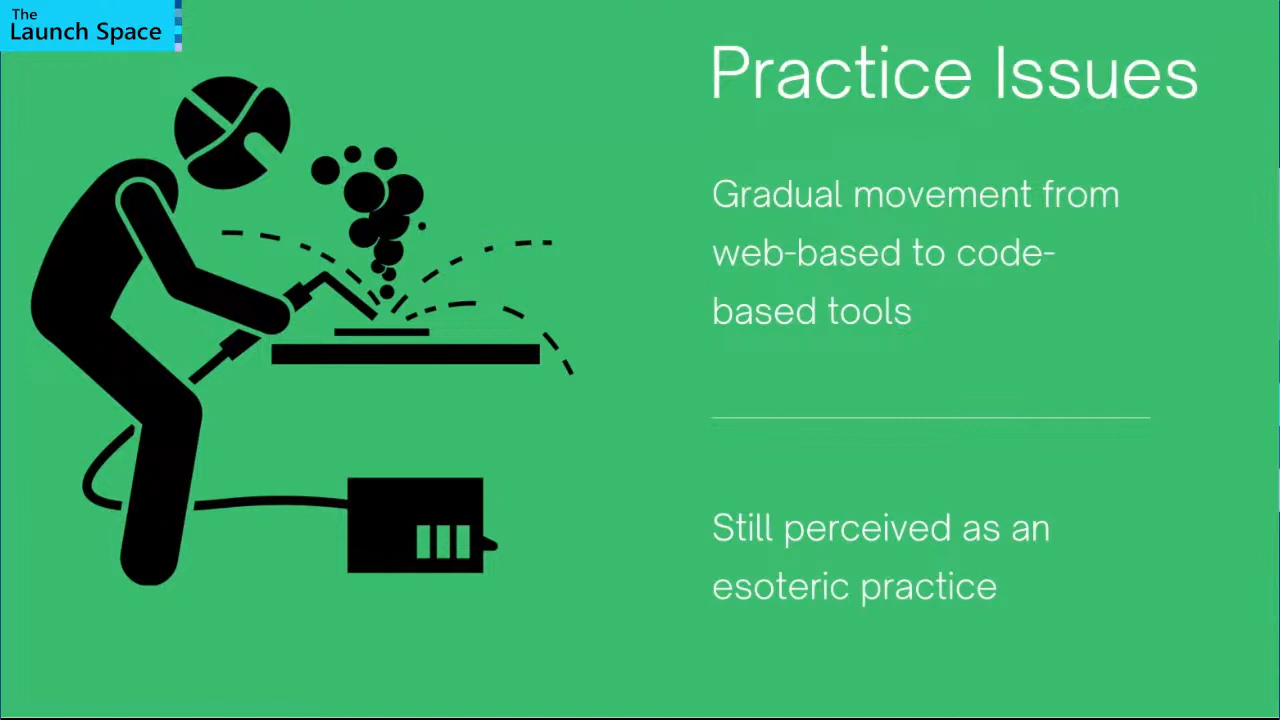 The
Launch Space
Practice Issues
Gradual movement from
web-based to code-
based tools
Still perceived as an
esoteric practice